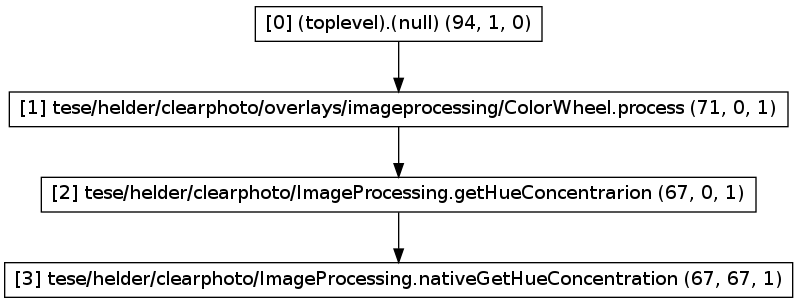 [0] (toplevel).(null) (94, 1, 0)
[1] tese/helder/clearphoto/overlays/imageprocessing/ColorWheel.process (71, 0, 1)
[2] tese/helder/clearphoto/ImageProcessing.getHueConcentrarion (67, 0, 1)
[3] tese/helder/clearphoto/ImageProcessing.nativeGetHueConcentration (67, 67, 1)